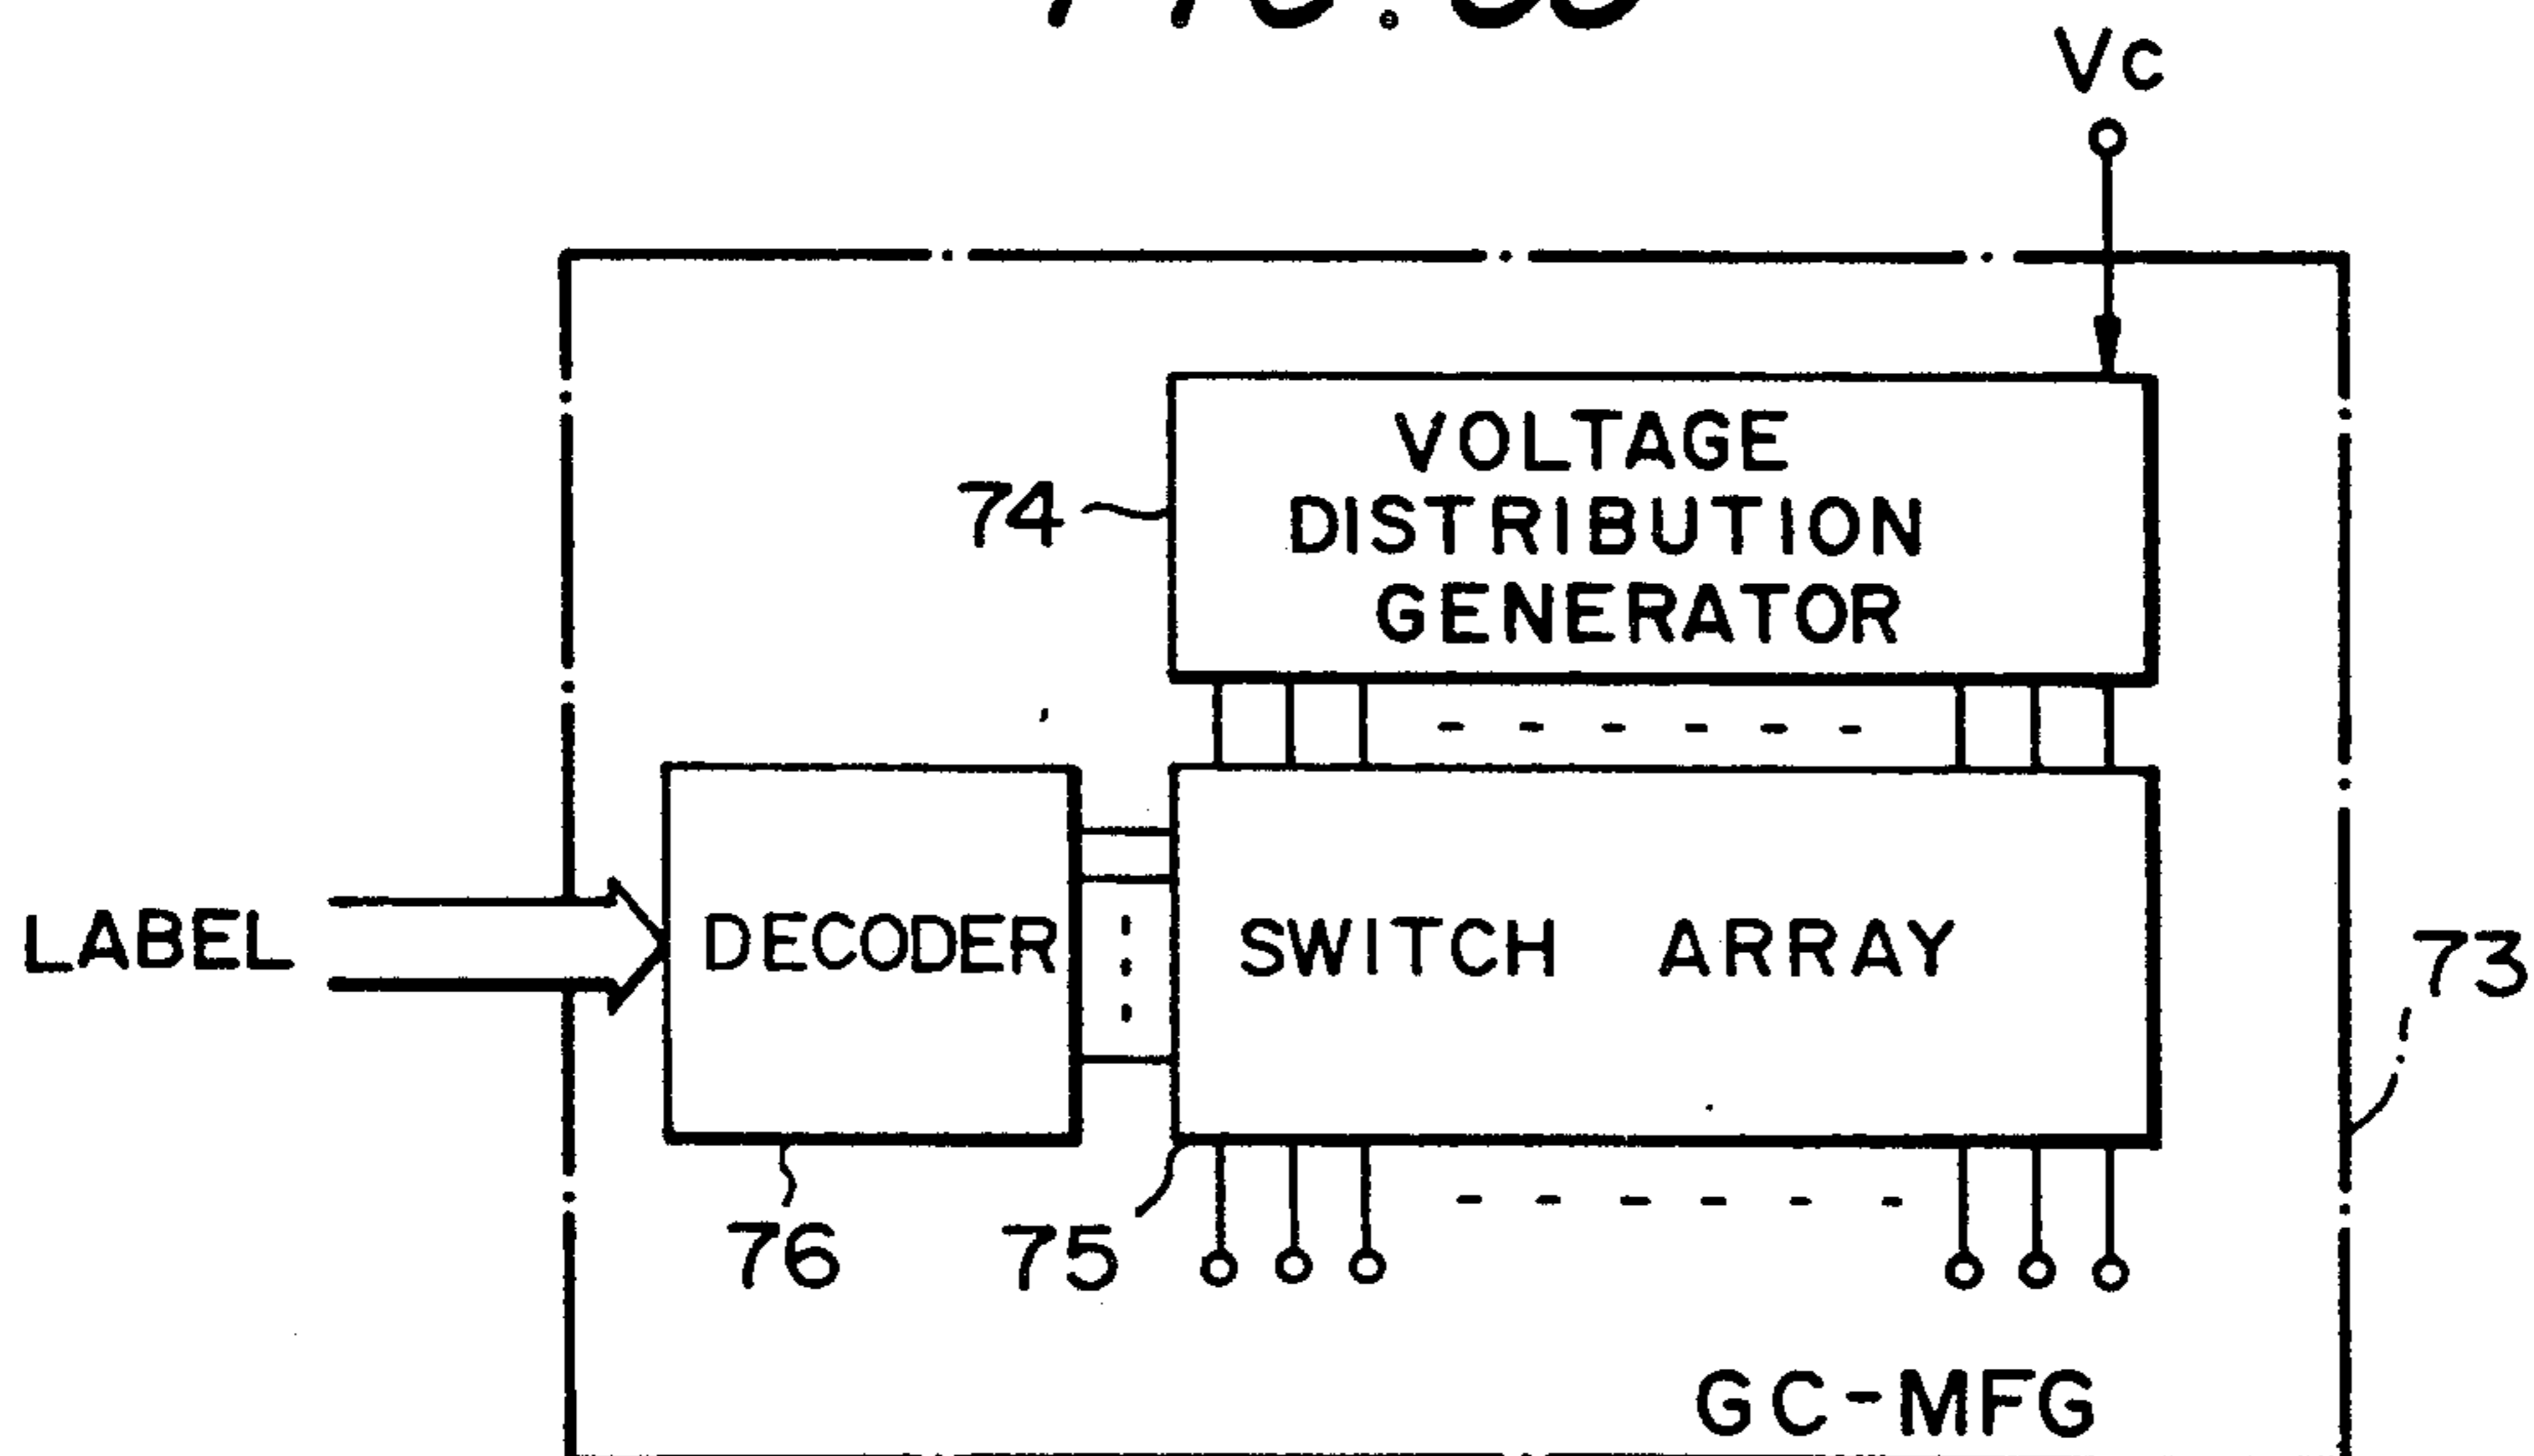 Vc
VOLTAGE
DISTRIBUTION
GENERATOR
74
LABEL
DECODER
SWITCH ARRAY
73
76
75
GC-MFG